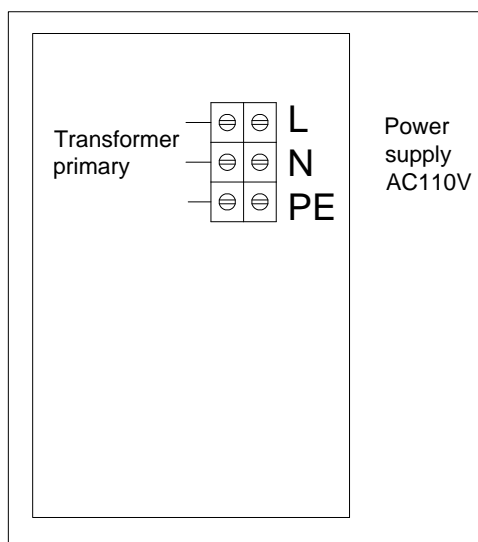 L
Transformer
primary
N
PE
Power
supply
AC110V